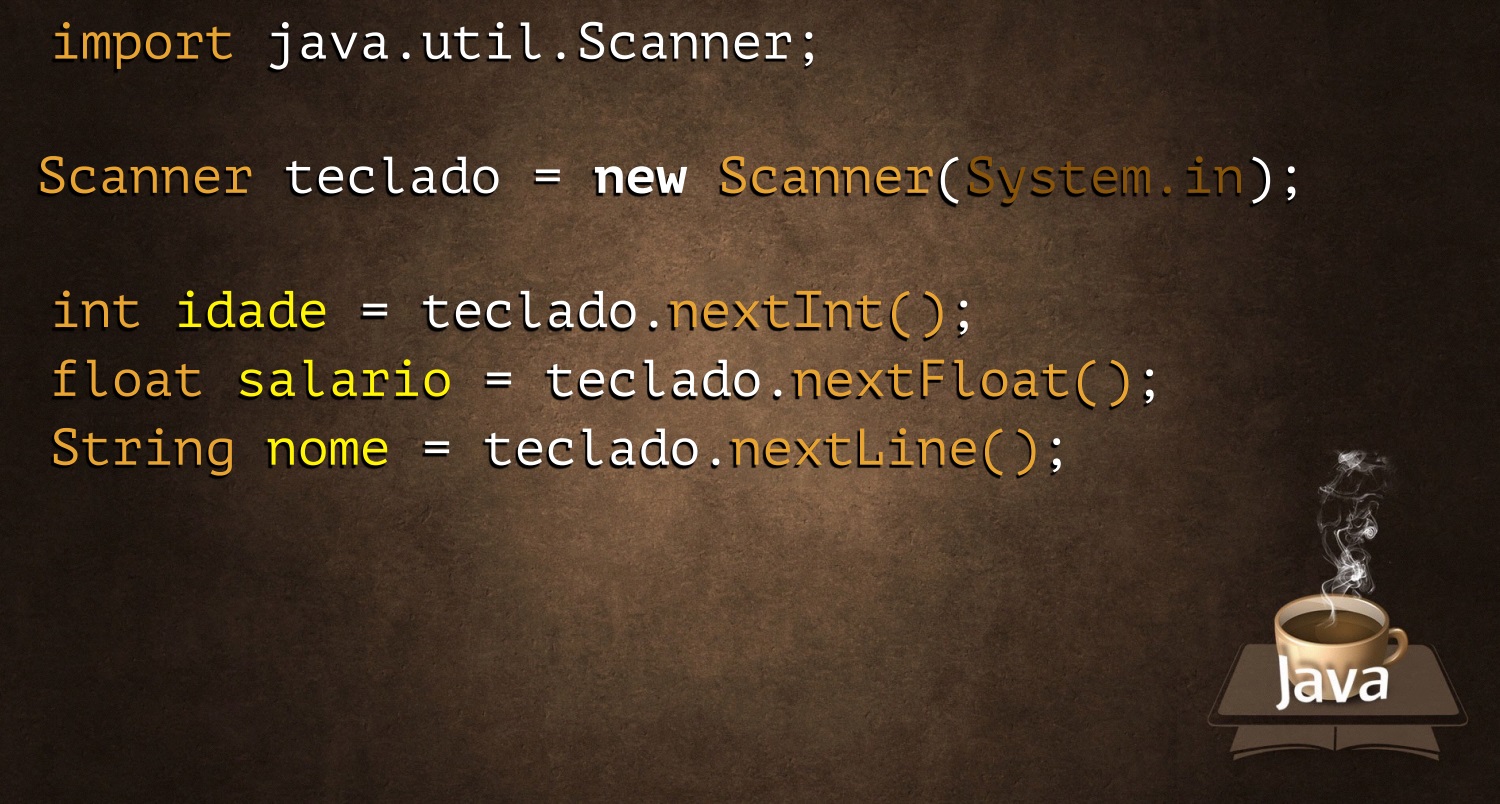 import java.util.Scanner;
Scanner teclado = new Scanner(System.in);
int idade = teclado.nextInt();
float salario = teclado.nextFloat();
String nome = teclado.nextLine();
Java